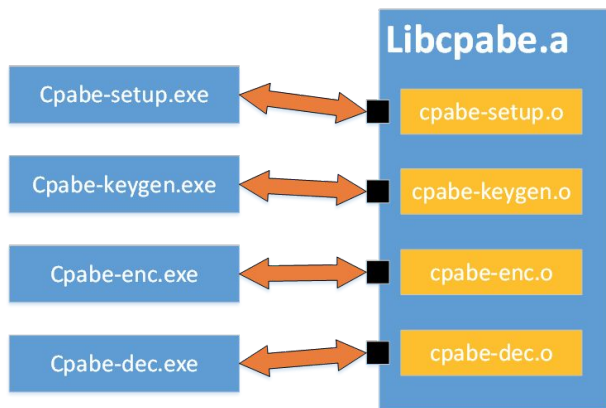 Libcpabe.a
Cpabe-setup.exe
cpabe-setup.o
Cpabe-keygen.exe
cpabe-keygen.o
Cpabe-enc.exe
cpabe-enc.o
Cpabe-dec.exe
cpabe-dec.o